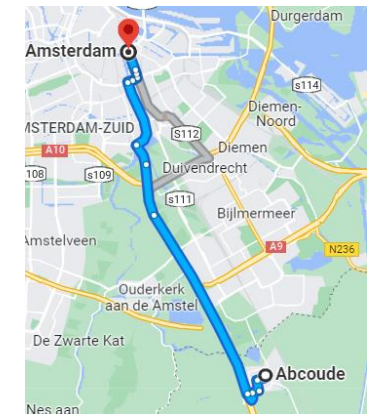 Durgerdam
Amsterdam
s114
Diemen-
Noord
MSTERDAM-ZUID
S112
A10
Diemen
108
s109
Duivendrecht
s111
Bijlmermeer
Amstelveen
A9
N236
Ouderkerk
aan de Amstel
De Zwarte Kat
Abcoude
Nes aan